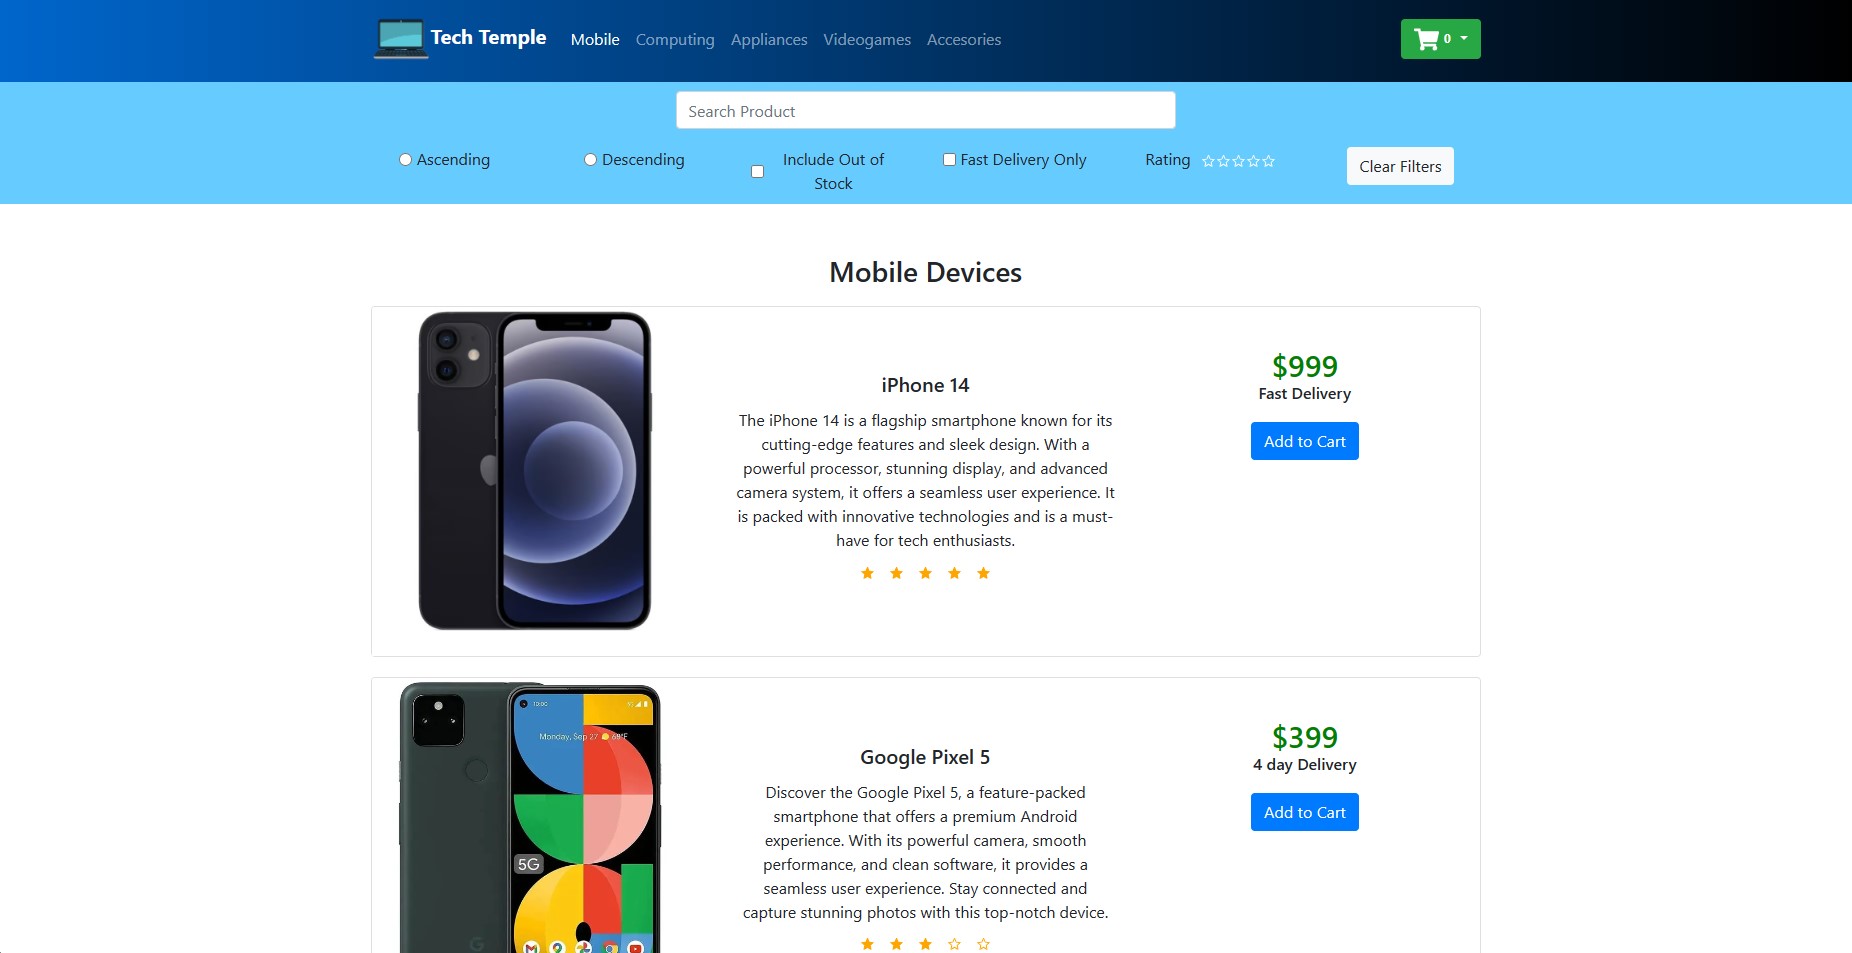 Tech Temple Mobile Computing Appliances Videogames Accesories 0
Search Product
Ascending Descending Include Out of Fast Delivery Only Rating Clear Filters
Stock
Mobile Devices
iPhone 14
The iPhone 14 is a flagship smartphone known for its
cutting-edge features and sleek design. With a
powerful processor, stunning display, and advanced
camera system, it offers a seamless user experience. It
is packed with innovative technologies and is a must-
have for tech enthusiasts.
$999
Fast Delivery
Add to Cart
10:00
Monday, Sep 27 69°F
5G
G
Google Pixel 5
Discover the Google Pixel 5, a feature-packed
smartphone that offers a premium Android
experience. With its powerful camera, smooth
performance, and clean software, it provides a
seamless user experience. Stay connected and
capture stunning photos with this top-notch device.
$399
4 day Delivery
Add to Cart